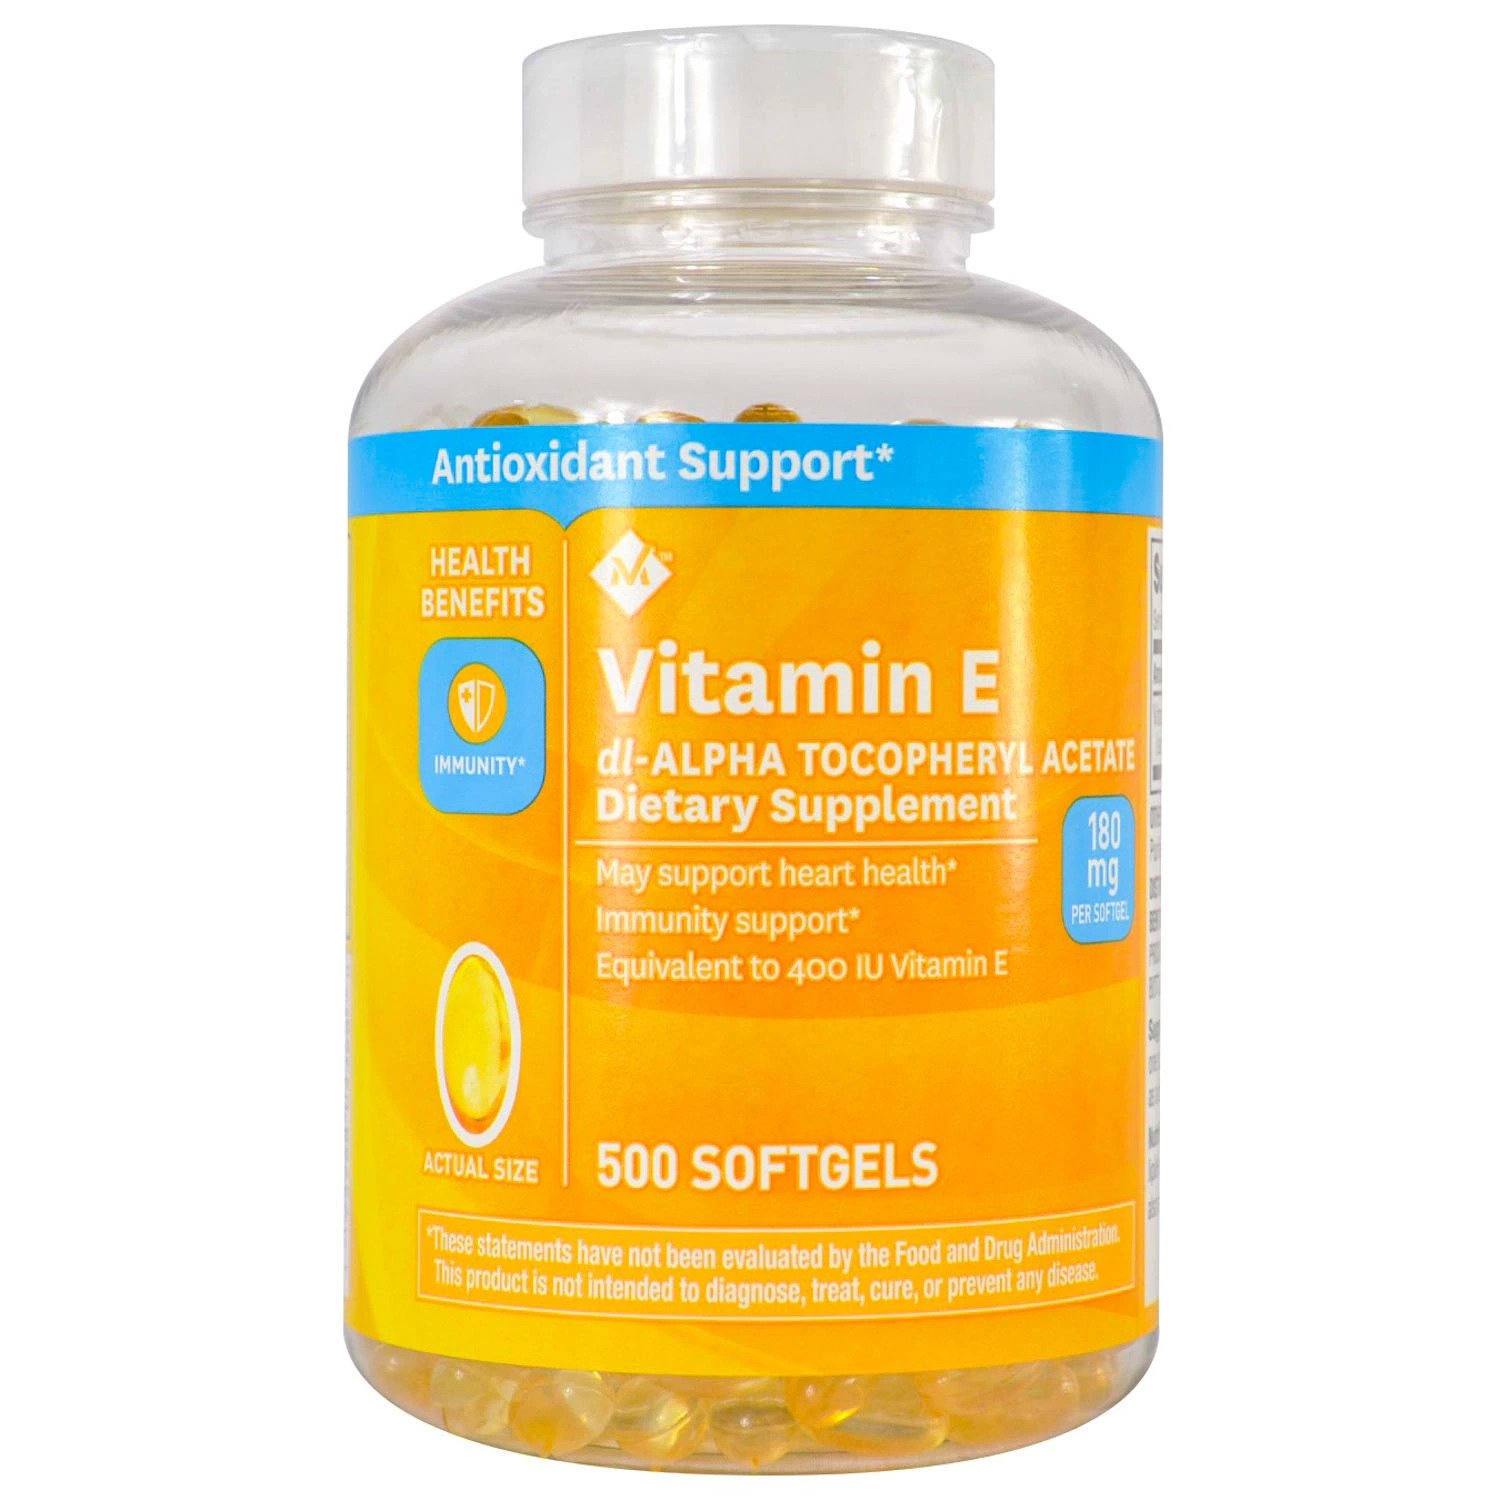 Antioxidant Support*
HEALTH
BENEFITS
IMMUNITY*
ACTUAL SIZE
M™
Vitamin E
dl-ALPHA TOCOPHERYL ACETATE
Dietary Supplement
180
mg
PER SOFTGEL
May support heart health*
Immunity support*
Equivalent to 400 IU Vitamin E
500 SOFTGELS
*These statements have not been evaluated by the Food and Drug Administration.
This product is not intended to diagnose, treat, cure, or prevent any disease.